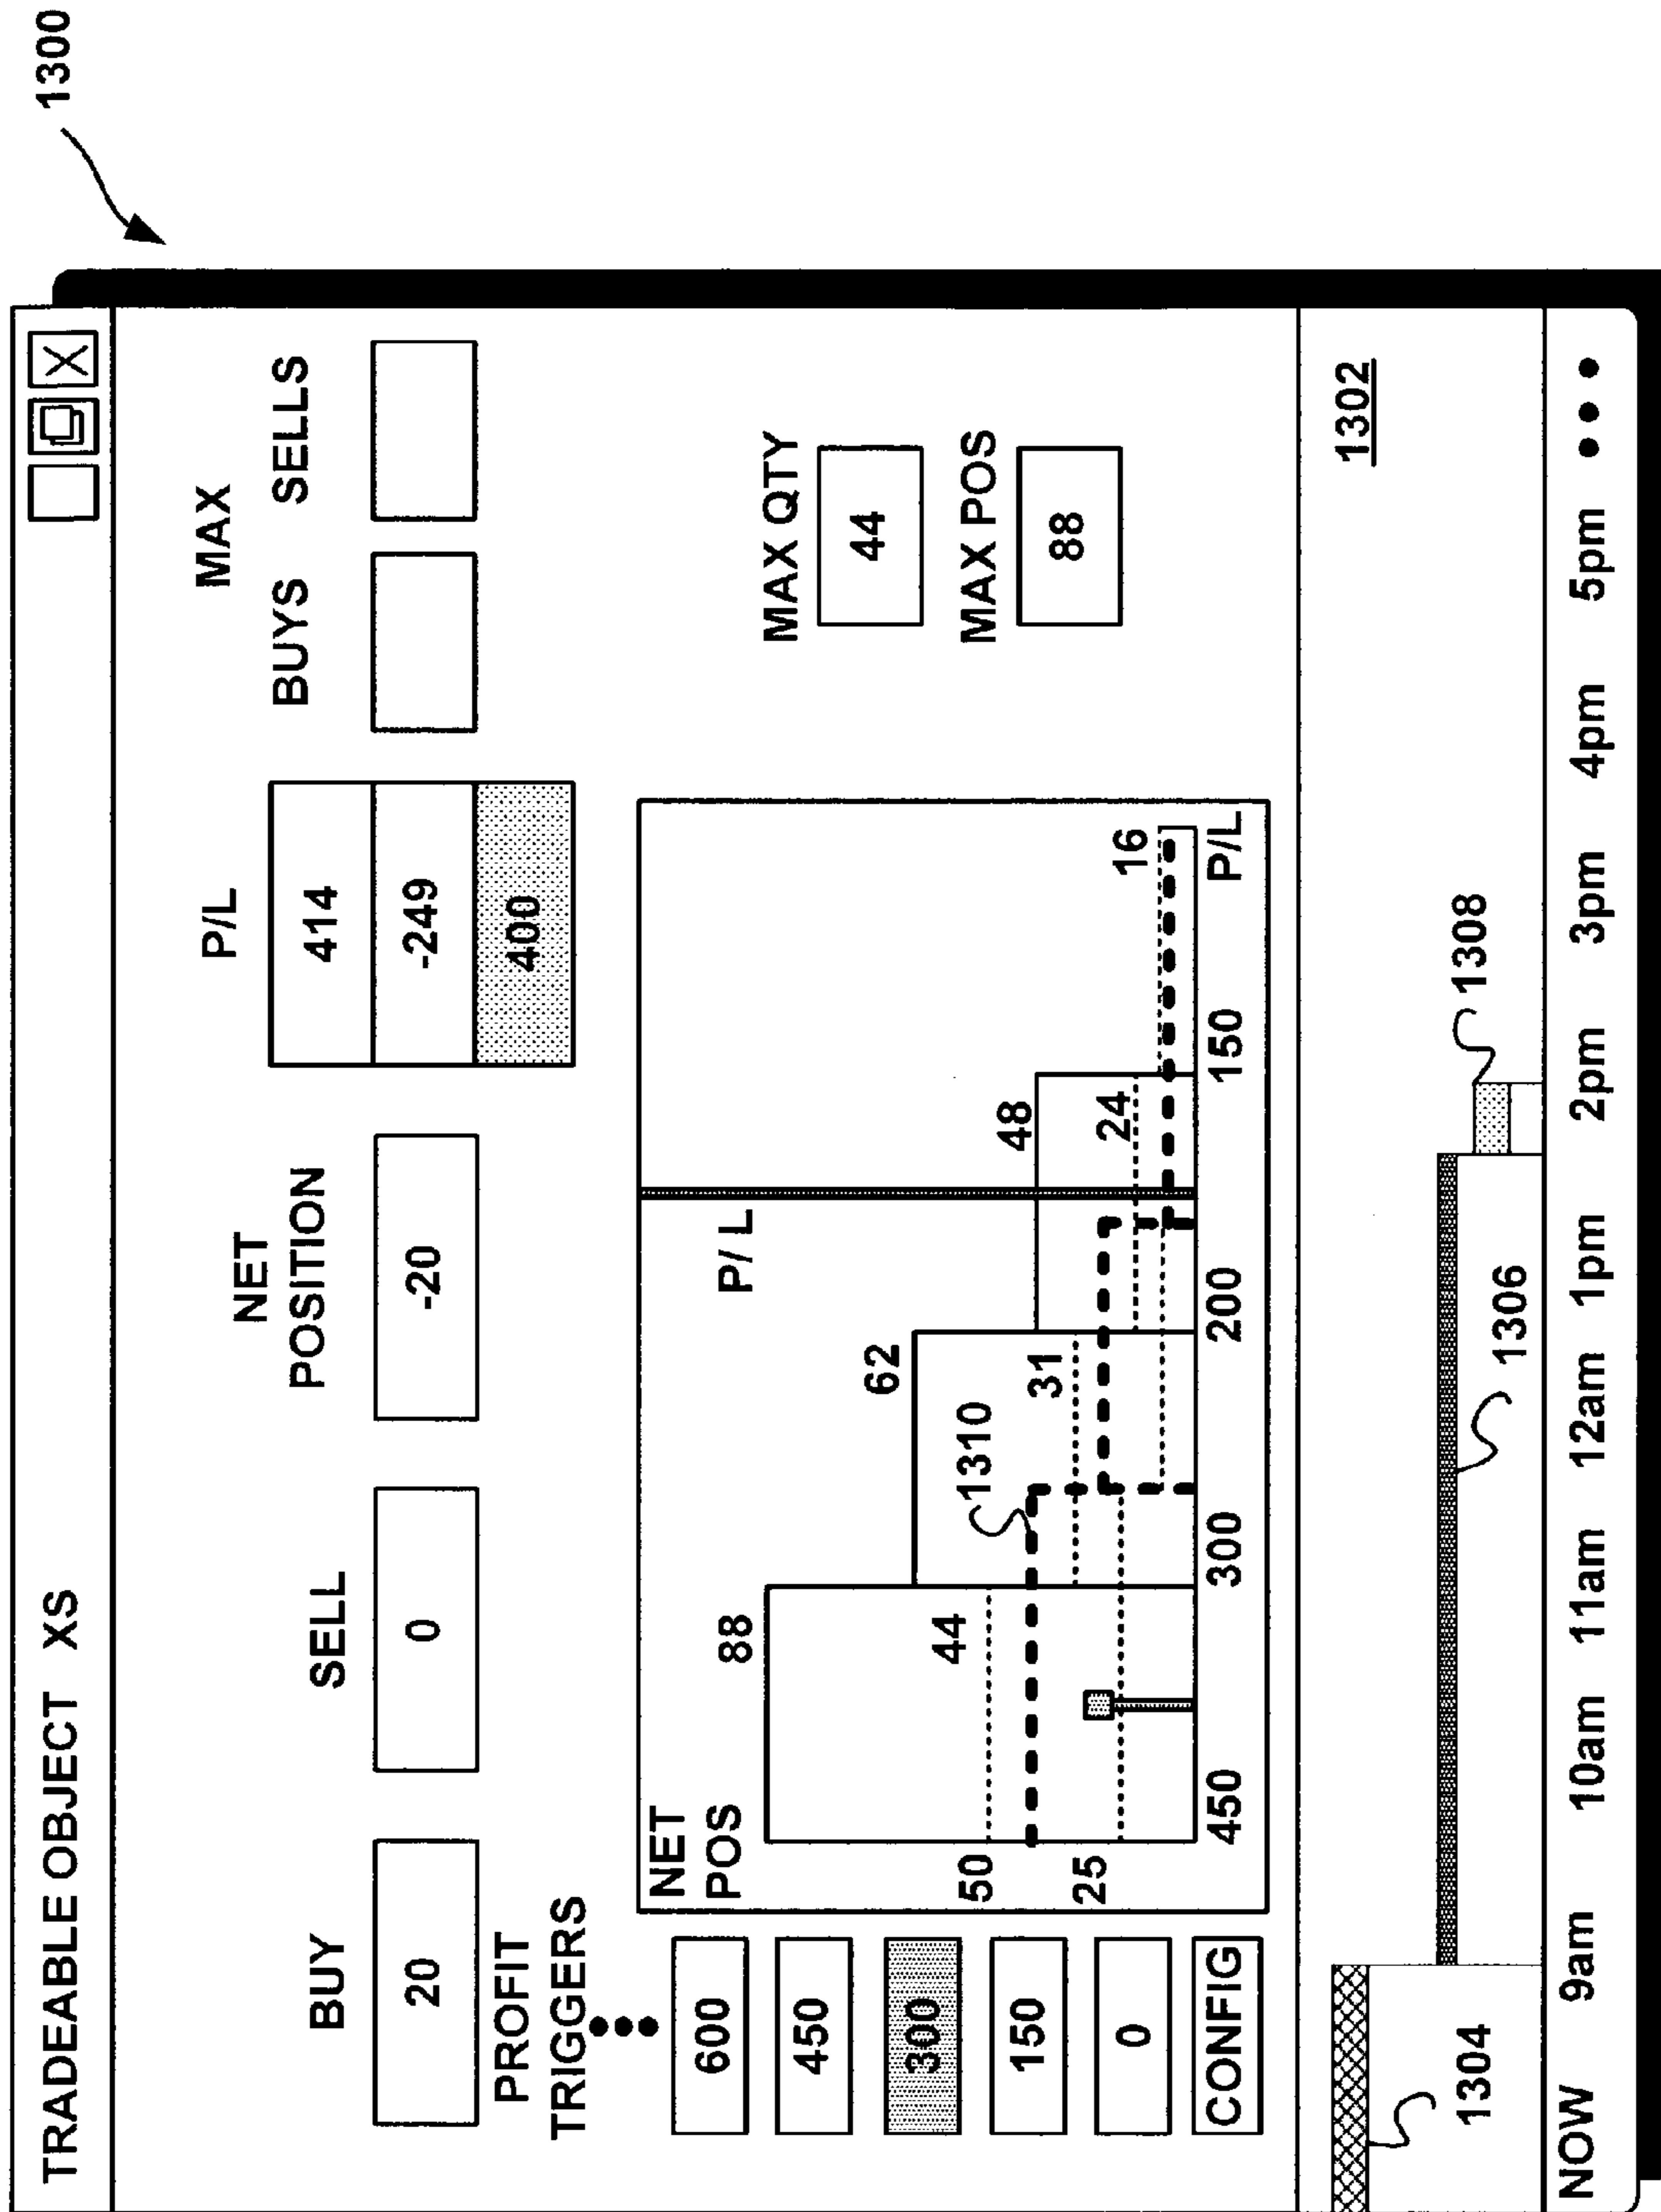 1300
TRADEABLE OBJECT XS
X
BUY
20
SELL
0
NET
POSITION
-20
P/L
414
-249
400
MAX
BUYS SELLS
PROFIT
TRIGGERS
600
450
300
150
0
CONFIG
NET
POS
50
25
88
44
62
31
1310
P/L
48
24
16
450 300 200 150 P/L
MAX QTY
44
MAX POS
88
1302
1304
1306
1308
NOW 9am 10am 11am 12am 1pm 2pm 3pm 4pm 5pm